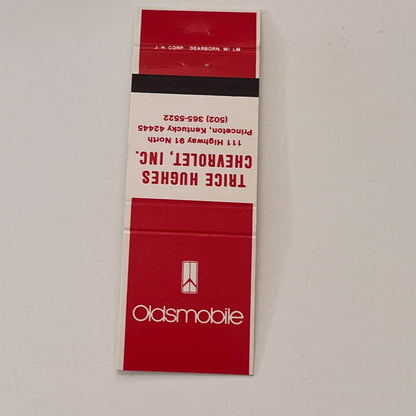 J. H. CORP., DEARBORN, MI. LM
TRICE HUGHES
CHEVROLET, INC.
111 Highway 91 North
Princeton, Kentucky 42445
(502) 365-5522
Oldsmobile